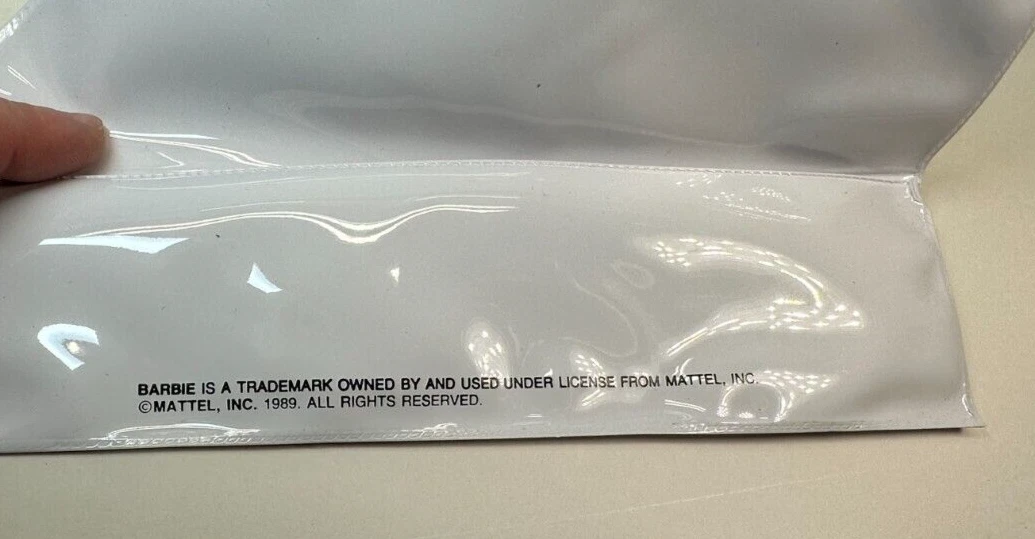 BARBIE IS A TRADEMARK OWNED BY AND USED UNDER LICENSE FROM MATTEL, INC.
©MATTEL, INC. 1989. ALL RIGHTS RESERVED.